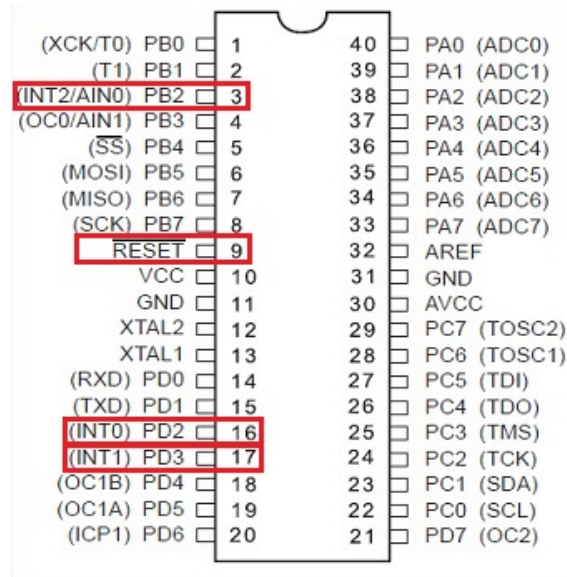 (XCK/T0) PB0 1 40 PA0 (ADC0)
(T1) PB1 2 39 PA1 (ADC1)
(INT2/AIN0) PB2 3 38 PA2 (ADC2)
(OC0/AIN1) PB3 4 37 PA3 (ADC3)
(SS) PB4 5 36 PA4 (ADC4)
(MOSI) PB5 6 35 PA5 (ADC5)
(MISO) PB6 7 34 PA6 (ADC6)
(SCK) PB7 8 33 PA7 (ADC7)
RESET 9 32 AREF
VCC 10 31 GND
GND 11 30 AVCC
XTAL2 12 29 PC7 (TOSC2)
XTAL1 13 28 PC6 (TOSC1)
(RXD) PD0 14 27 PC5 (TDI)
(TXD) PD1 15 26 PC4 (TDO)
(INT0) PD2 16 25 PC3 (TMS)
(INT1) PD3 17 24 PC2 (TCK)
(OC1B) PD4 18 23 PC1 (SDA)
(OC1A) PD5 19 22 PC0 (SCL)
(ICP1) PD6 20 21 PD7 (OC2)